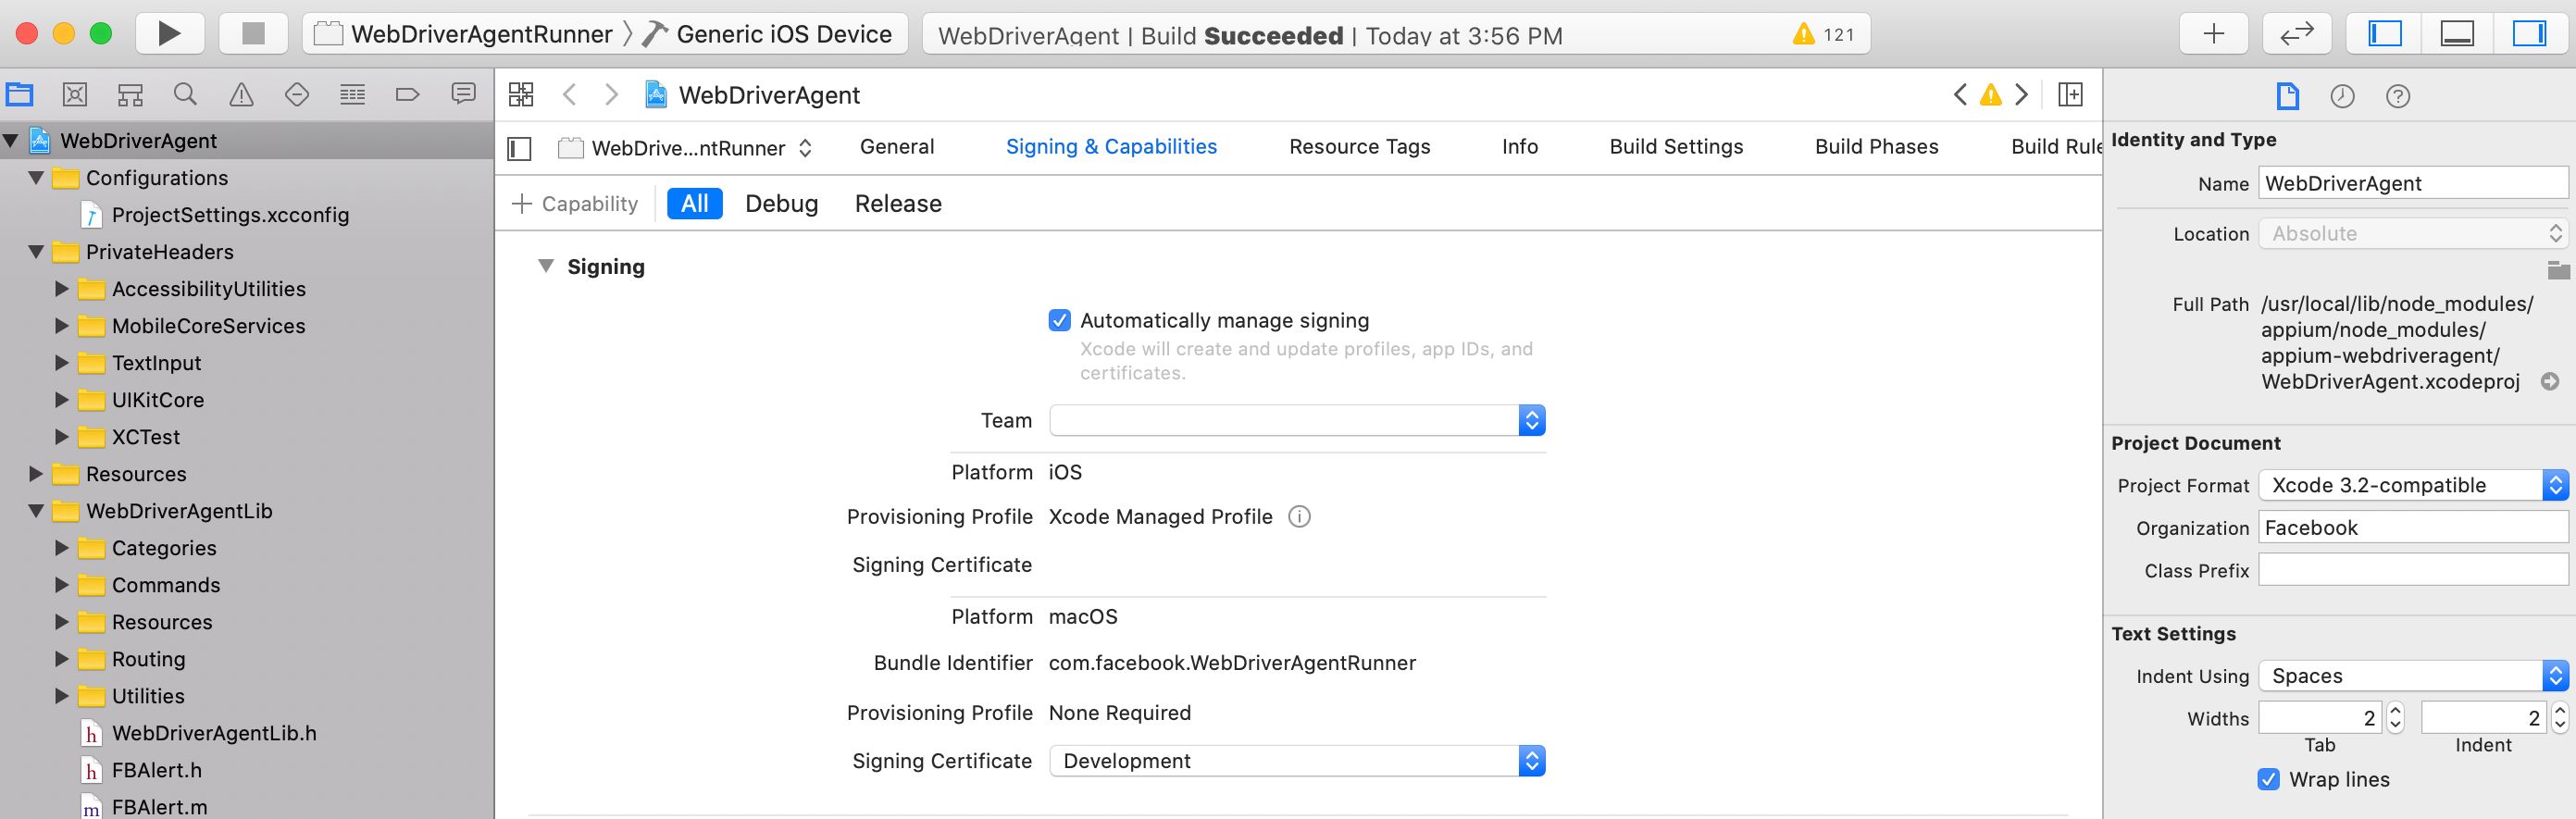 WebDriverAgentRunner 〉 Generic iOS Device
WebDriverAgent | Build Succeeded | Today at 3:56 PM
121
WebDriverAgent
Configurations
ProjectSettings.xcconfig
PrivateHeaders
AccessibilityUtilities
MobileCoreServices
TextInput
UIKitCore
XCTest
Resources
WebDriverAgentLib
Categories
Commands
Resources
Routing
Utilities
WebDriverAgentLib.h
FBAlert.h
FBAlert.m
WebDriverAgent
WebDrive...ntRunner General Signing & Capabilities Resource Tags Info Build Settings Build Phases Build Rule
+ Capability All Debug Release
Signing
Automatically manage signing
Xcode will create and update profiles, app IDs, and
certificates.
Team
Platform iOS
Provisioning Profile Xcode Managed Profile
Signing Certificate
Platform macOS
Bundle Identifier com.facebook.WebDriverAgentRunner
Provisioning Profile None Required
Signing Certificate Development
Identity and Type
Name WebDriverAgent
Location Absolute
Full Path /usr/local/lib/node_modules/
appium/node_modules/
appium-webdriveragent/
WebDriverAgent.xcodeproj
Project Document
Project Format Xcode 3.2-compatible
Organization Facebook
Class Prefix
Text Settings
Indent Using Spaces
Widths 2 2
Tab Indent
Wrap lines